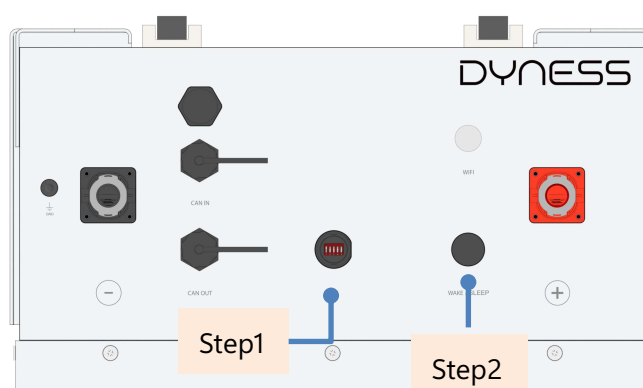 DYNESS
WIFI
CAN IN
CAN OUT
WAKE SLEEP
Step1
Step2